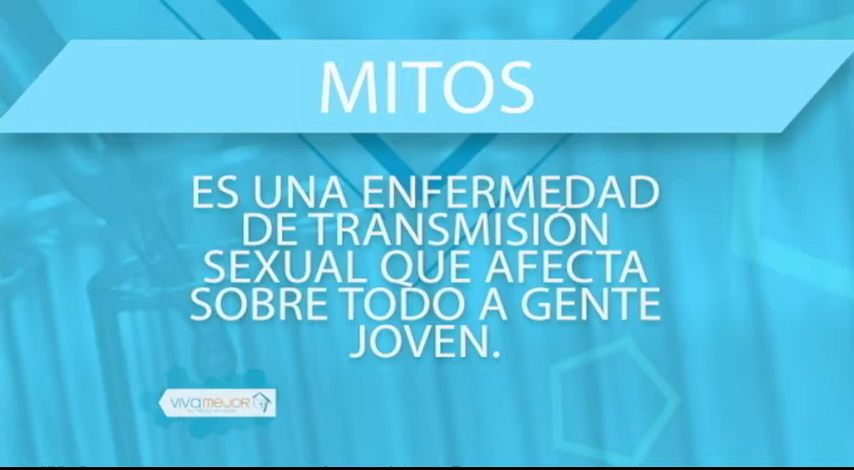 MITOS
ES UNA ENFERMEDAD
DE TRANSMISIÓN
SEXUAL QUE AFECTA
SOBRE TODO A GENTE
JOVEN.
vivamejor